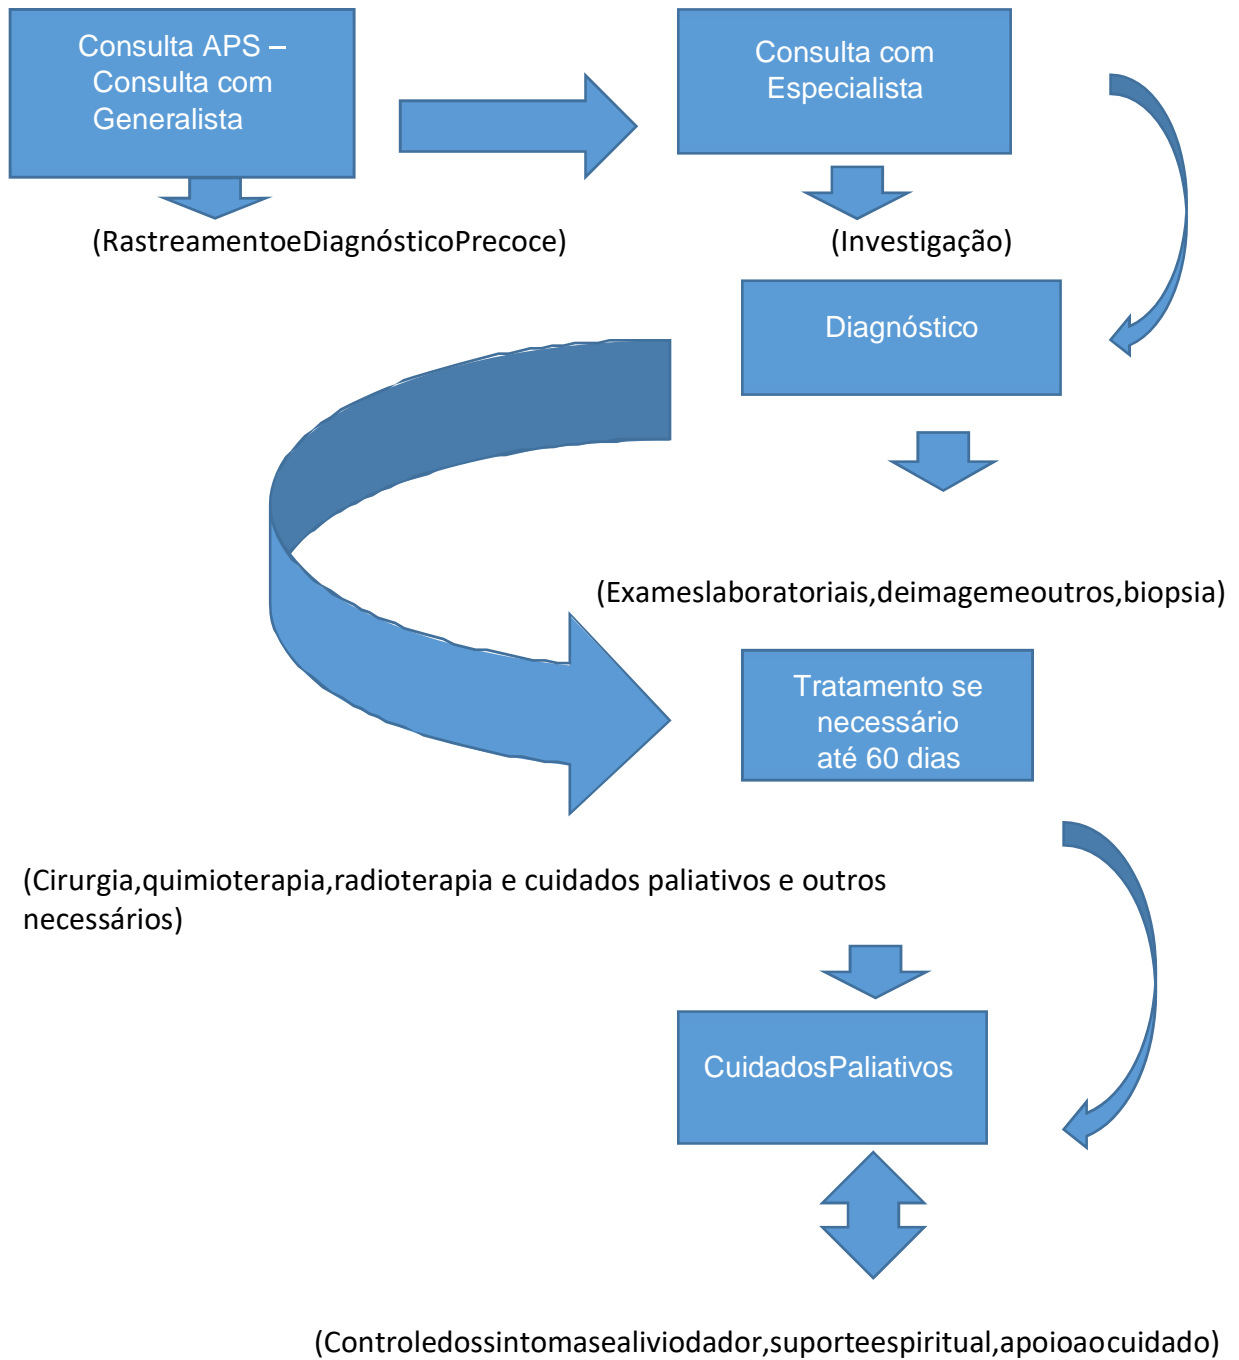 Consulta APS –
Consulta com
Generalista
Consulta com
Especialista
(RastreamentoeDiagnósticoPrecoce)
(Investigação)
Diagnóstico
(Exameslaboratoriais,deimagemeoutros,biopsia)
Tratamento se
necessário
até 60 dias
(Cirurgia,quimioterapia,radioterapia e cuidados paliativos e outros
necessários)
CuidadosPaliativos
(Controledossintomasealiviodador,suporteespiritual,apoioaocuidado)